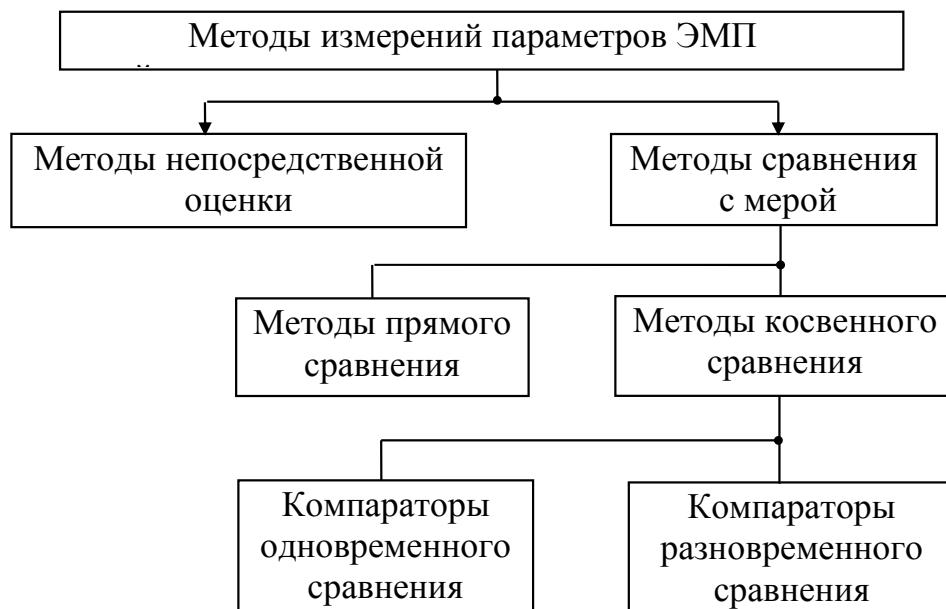 Методы измерений параметров ЭМП
Методы непосредственной
оценки
Методы сравнения
с мерой
Методы прямого
сравнения
Методы косвенного
сравнения
Компараторы
одновременного
сравнения
Компараторы
разновременного
сравнения